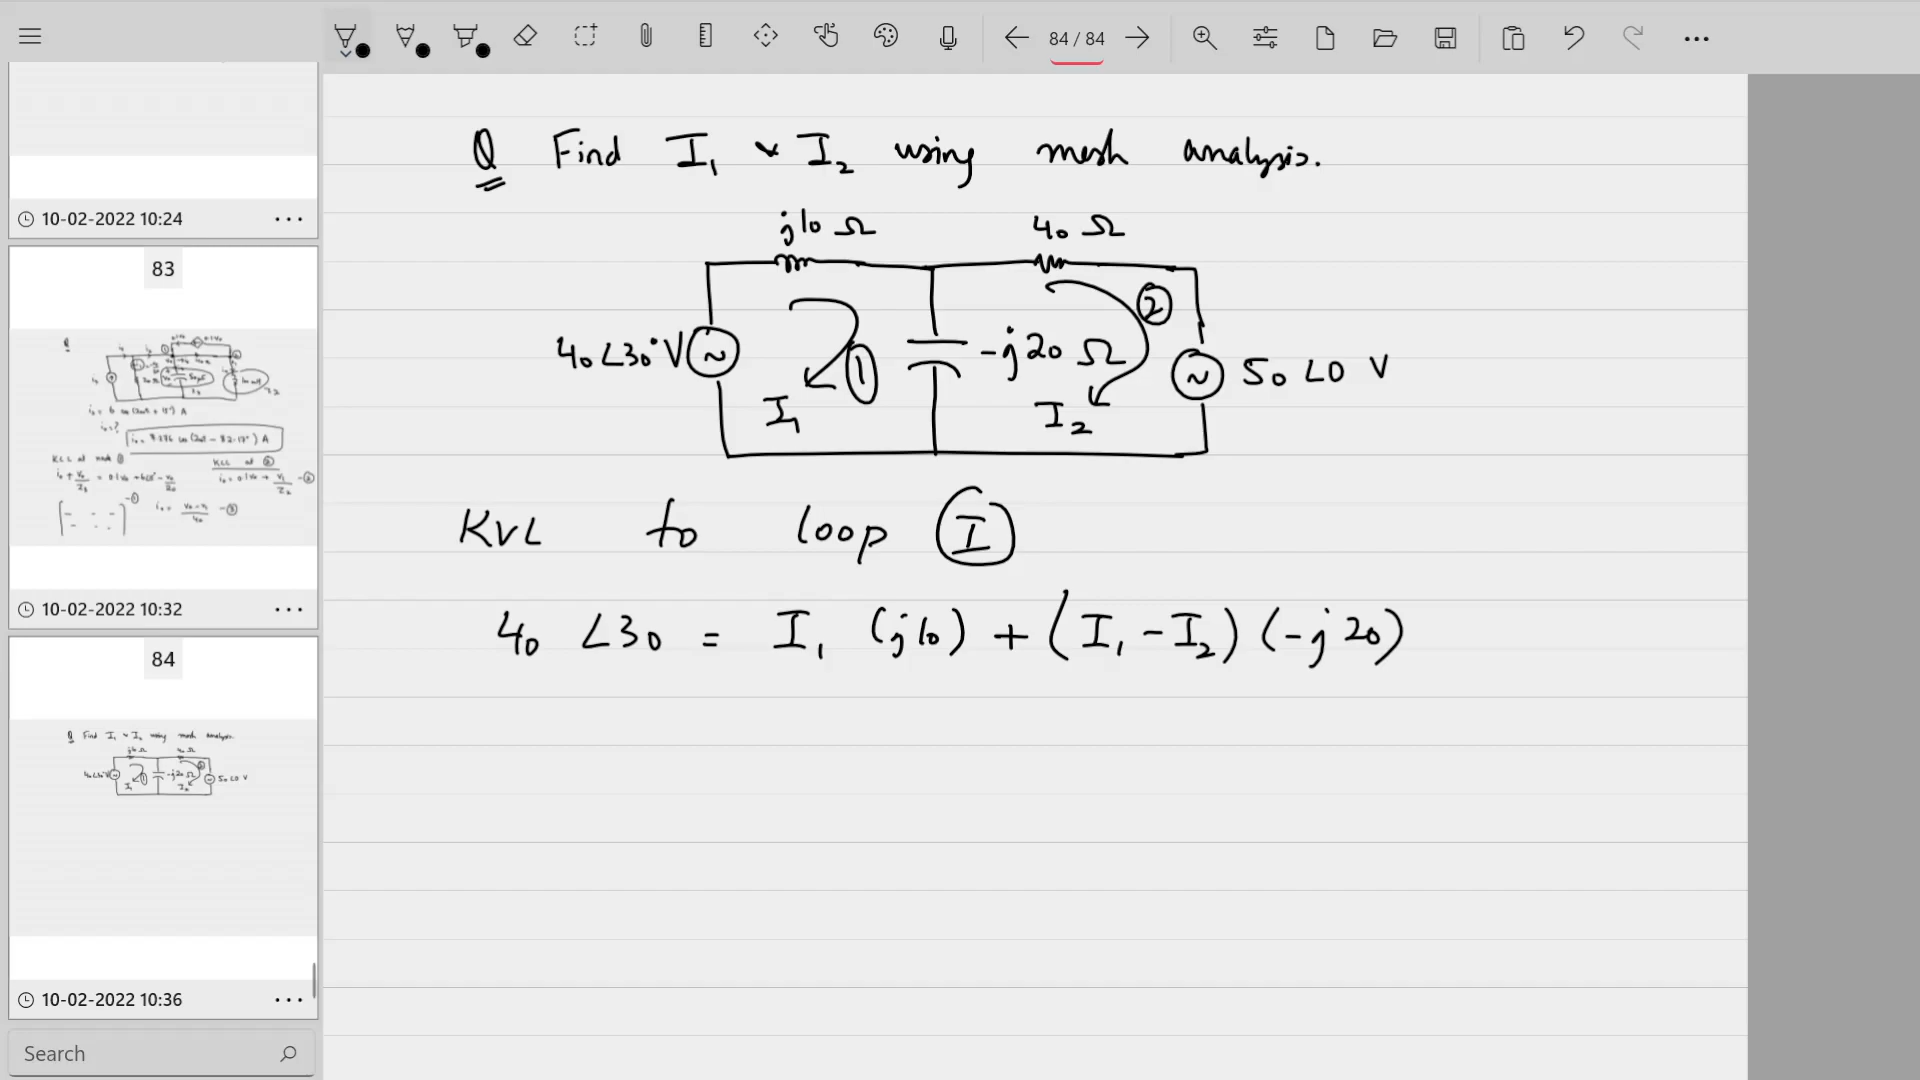 84 / 84
10-02-2022 10:24
83
10-02-2022 10:32
84
10-02-2022 10:36
Search
Q Find I₁ & I₂ using mesh analysis.
j10 Ω 40 Ω
40 ∠30° V ~ I₁ ① -j20 Ω I₂ ② ~ 50 ∠0 V
KVL to loop Ⓘ
40 ∠30 = I₁ (j10) + (I₁ - I₂) (-j20)